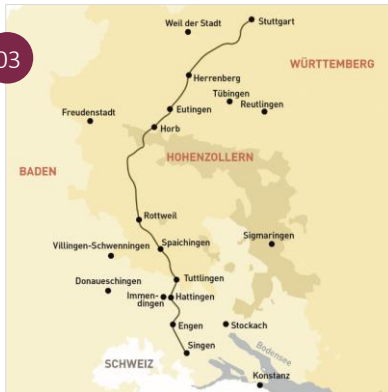 Stuttgart
Weil der Stadt
03
Herrenberg
WÜRTTEMBERG
Tübingen
Reutlingen
Eutingen
Freudenstadt
Horb
HOHENZOLLERN
BADEN
Rottweil
Sigmaringen
Villingen-Schwenningen
Spaichingen
Tuttlingen
Donaueschingen
Immen-
dingen
Hattingen
Engen
Stockach
Singen
Bodensee
SCHWEIZ
Konstanz